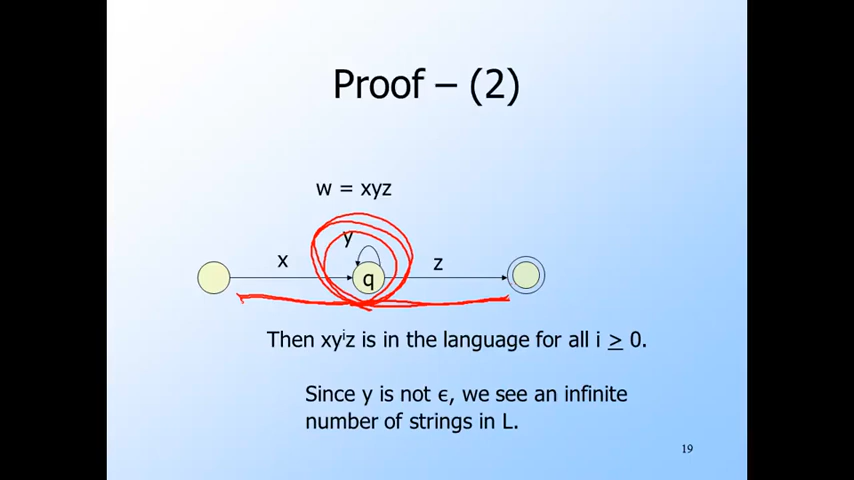 Proof – (2)
w = xyz
y
x
z
q
Then xyⁱz is in the language for all i ≥ 0.
Since y is not ϵ, we see an infinite
number of strings in L.
19